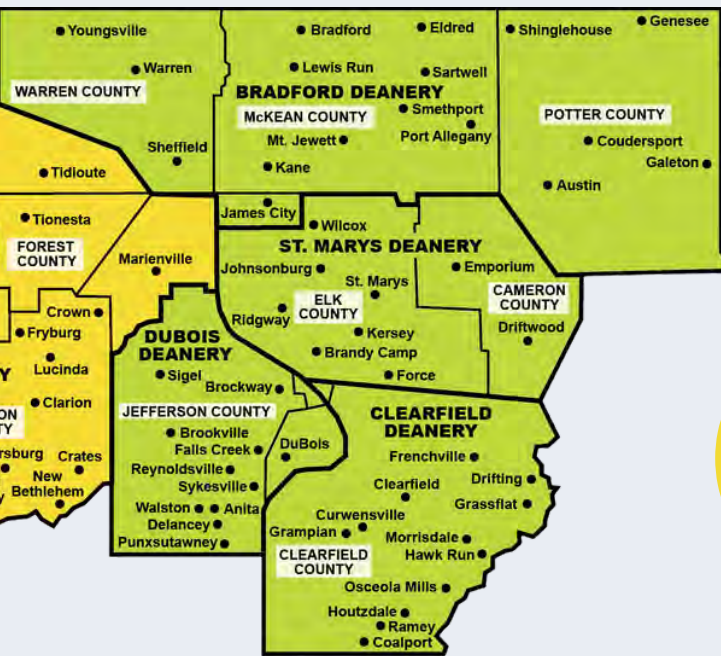 Youngsville
Bradford
Eldred
Shinglehouse
Genesee
Warren
Lewis Run
Sartwell
WARREN COUNTY
BRADFORD DEANERY
McKEAN COUNTY
Smethport
POTTER COUNTY
Mt. Jewett
Port Allegany
Coudersport
Sheffield
Galeton
Kane
Tidioute
Austin
James City
Tionesta
Wilcox
FOREST
COUNTY
ST. MARYS DEANERY
Marienville
Johnsonburg
Emporium
St. Marys
CAMERON
COUNTY
ELK
COUNTY
Crown
Ridgway
Driftwood
Fryburg
Kersey
DUBOIS
DEANERY
Brandy Camp
Lucinda
Y
Sigel
Force
Brockway
Clarion
JEFFERSON COUNTY
CLEARFIELD
DEANERY
ON
TY
Brookville
DuBois
Falls Creek
rsburg
Crates
Frenchville
Reynoldsville
New
Bethlehem
Sykesville
Clearfield
Drifting
y
Walston
Anita
Grassflat
Curwensville
Delancey
Grampian
Morrisdale
Punxsutawney
Hawk Run
CLEARFIELD
COUNTY
Osceola Mills
Houtzdale
Ramey
Coalport